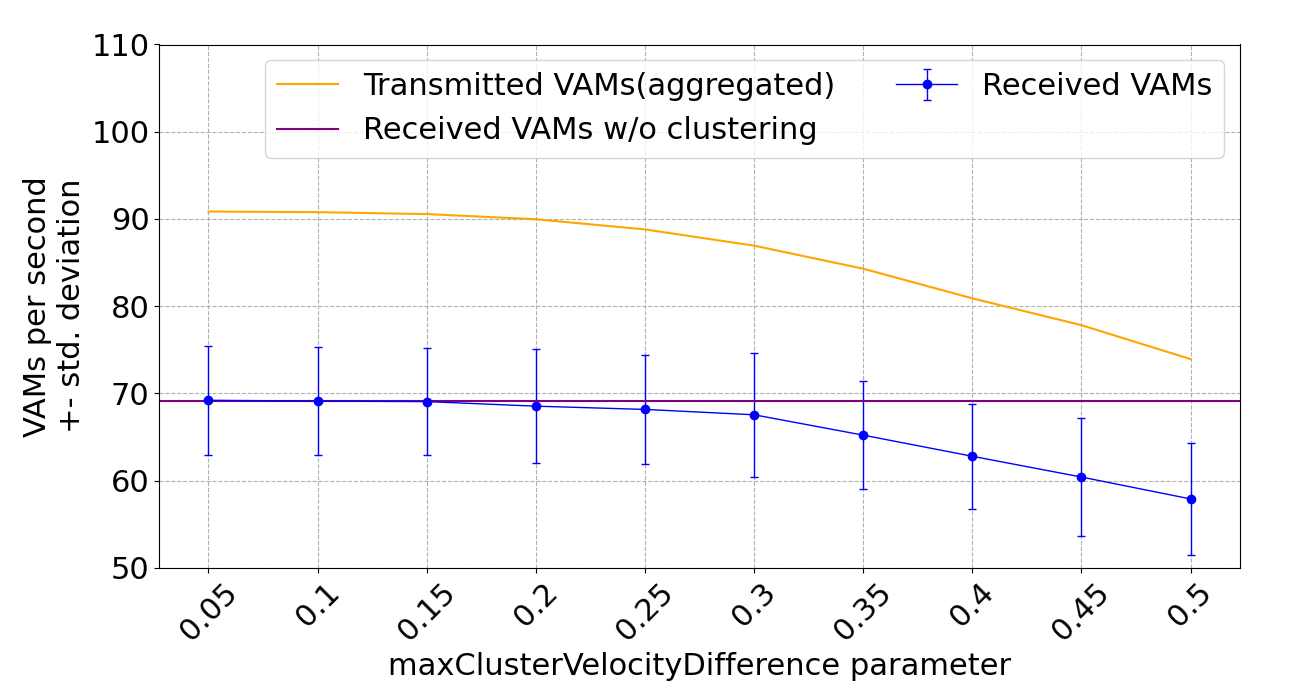 110
100
90
80
70
60
50
VAMs per second
+- std. deviation
Transmitted VAMs(aggregated)
Received VAMs w/o clustering
Received VAMs
0.05
0.1
0.15
0.2
0.25
0.3
0.35
0.4
0.45
0.5
maxClusterVelocityDifference parameter